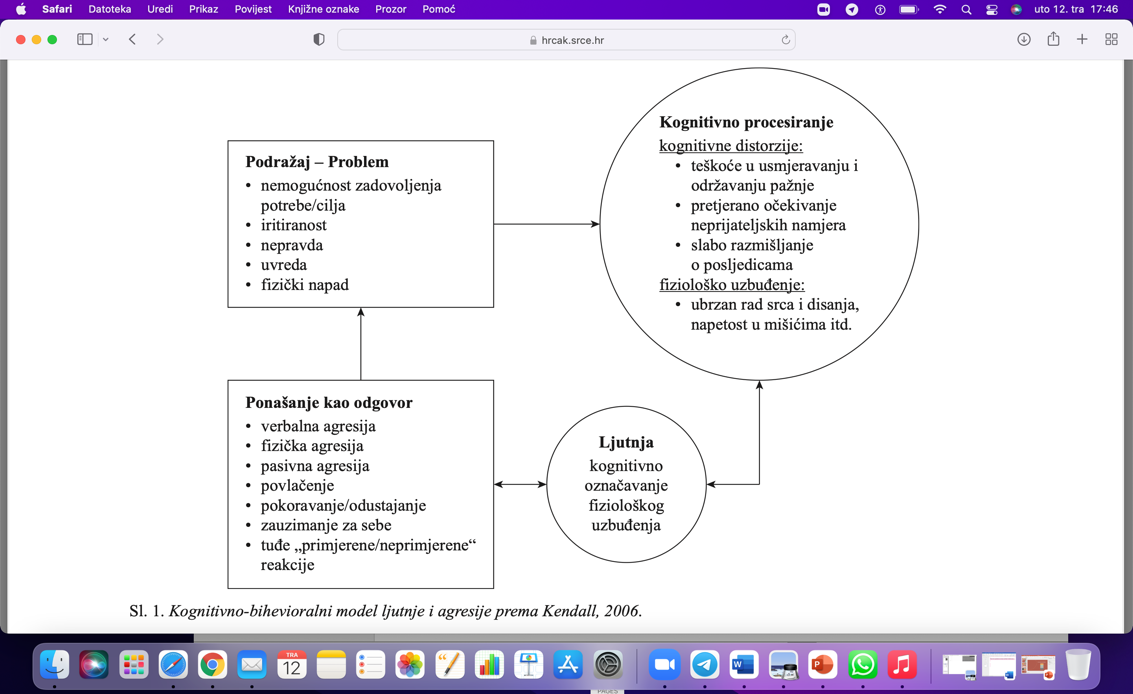 Safari Datoteka Uredi Prikaz Povijest Knjižne oznake Prozor Pomoć uto 12. tra 17:46
hrcak.srce.hr
Podražaj – Problem
• nemogućnost zadovoljenja
potrebe/cilja
• iritiranost
• nepravda
• uvreda
• fizički napad
Kognitivno procesiranje
kognitivne distorzije:
• teškoće u usmjeravanju i
održavanju pažnje
• pretjerano očekivanje
neprijateljskih namjera
• slabo razmišljanje
o posljedicama
fiziološko uzbuđenje:
• ubrzan rad srca i disanja,
napetost u mišićima itd.
Ponašanje kao odgovor
• verbalna agresija
• fizička agresija
• pasivna agresija
• povlačenje
• pokoravanje/odustajanje
• zauzimanje za sebe
• tuđe „primjerene/neprimjerene“
reakcije
Ljutnja
kognitivno
označavanje
fiziološkog
uzbuđenja
Sl. 1. Kognitivno-bihevioralni model ljutnje i agresije prema Kendall, 2006.
TRA
12